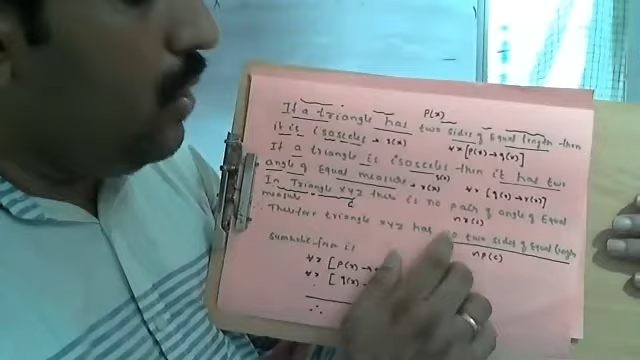 If a triangle has two sides of Equal length then
P(x)
it is isosceles → q(x)
∀x [p(x) → q(x)]
If a triangle is isosceles then it has two
q(x)
angle of Equal measure → r(x)
∀x [q(x) → r(x)]
In Triangle xyz there is no pair of angle of Equal
measure
c
~r(c)
∴ Therefore triangle xyz has no two sides of Equal length
~p(c)
Symbolic form is
∀x [p(x) →
∀x [q(x) →
∴